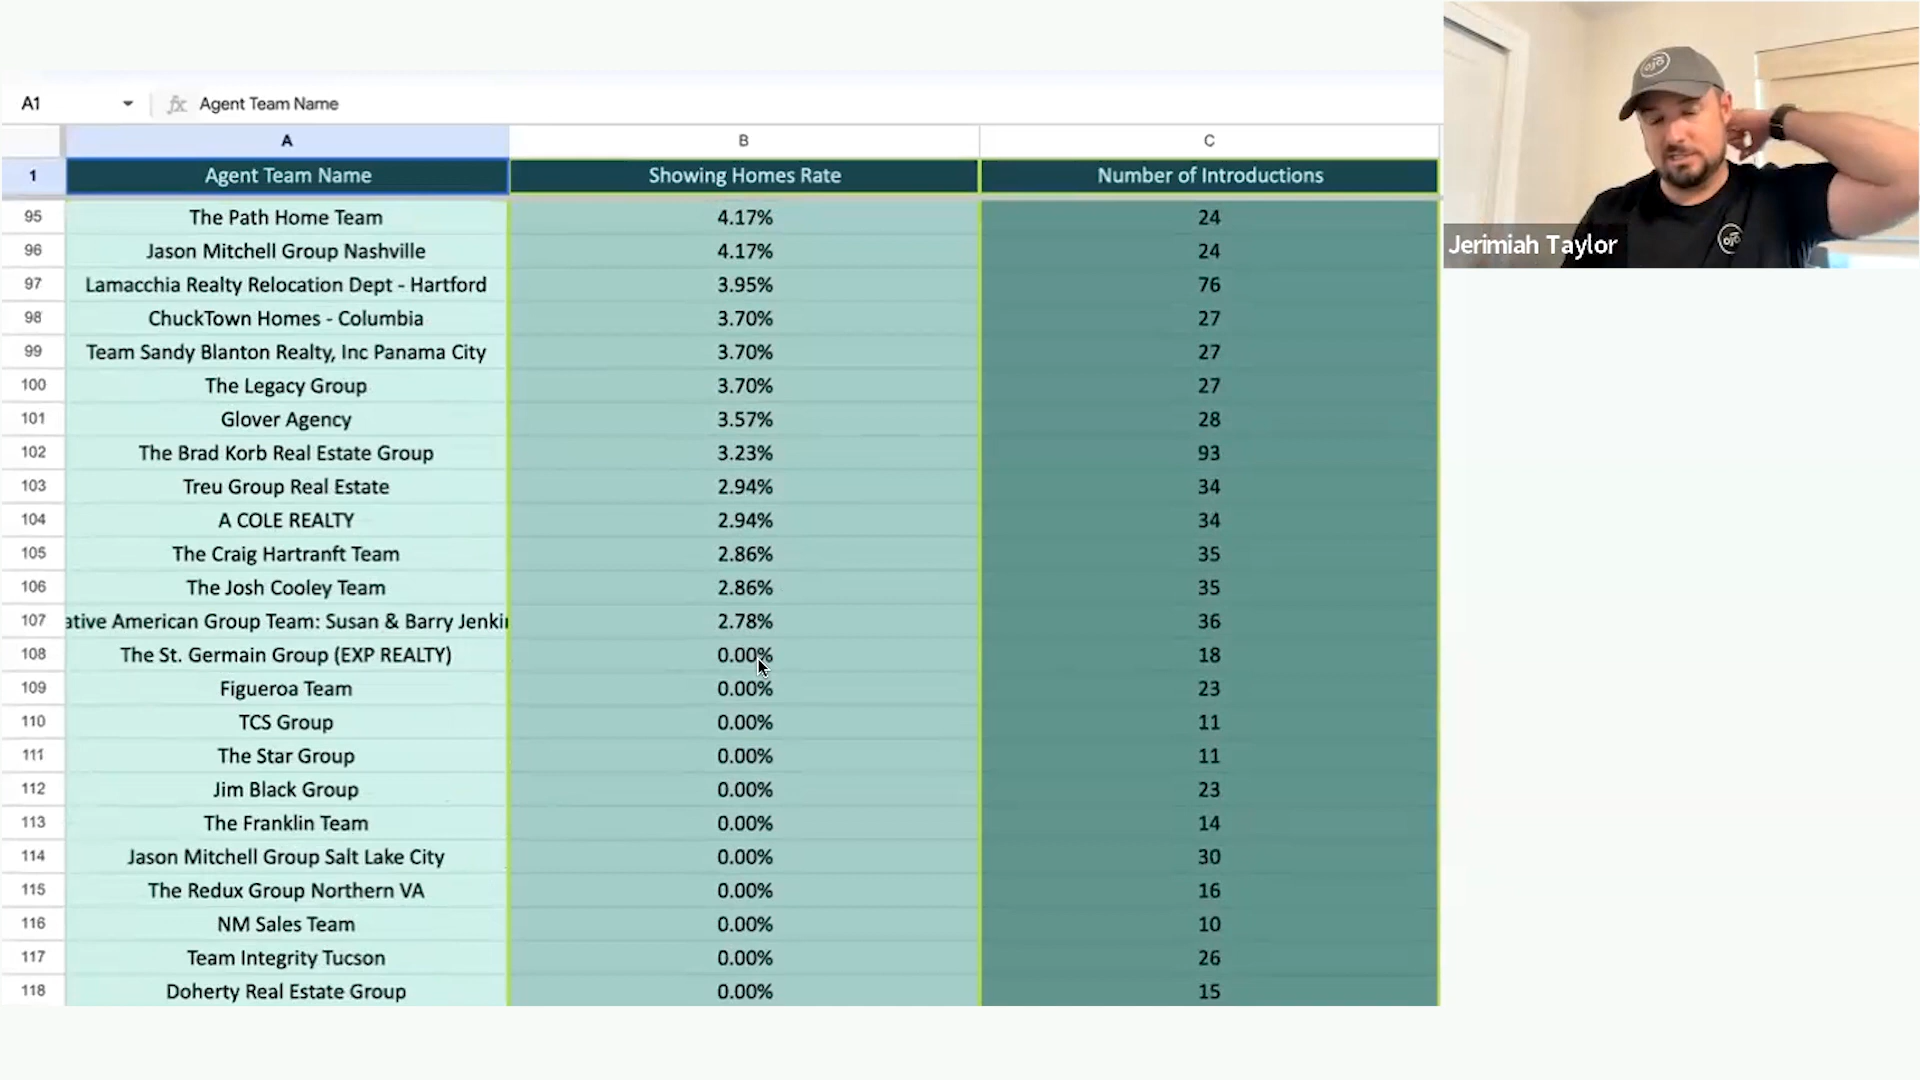 A1 fx Agent Team Name
A B C
1 Agent Team Name Showing Homes Rate Number of Introductions
95 The Path Home Team 4.17% 24
96 Jason Mitchell Group Nashville 4.17% 24
97 Lamacchia Realty Relocation Dept - Hartford 3.95% 76
98 ChuckTown Homes - Columbia 3.70% 27
99 Team Sandy Blanton Realty, Inc Panama City 3.70% 27
100 The Legacy Group 3.70% 27
101 Glover Agency 3.57% 28
102 The Brad Korb Real Estate Group 3.23% 93
103 Treu Group Real Estate 2.94% 34
104 A COLE REALTY 2.94% 34
105 The Craig Hartranft Team 2.86% 35
106 The Josh Cooley Team 2.86% 35
107 ative American Group Team: Susan & Barry Jenki 2.78% 36
108 The St. Germain Group (EXP REALTY) 0.00% 18
109 Figueroa Team 0.00% 23
110 TCS Group 0.00% 11
111 The Star Group 0.00% 11
112 Jim Black Group 0.00% 23
113 The Franklin Team 0.00% 14
114 Jason Mitchell Group Salt Lake City 0.00% 30
115 The Redux Group Northern VA 0.00% 16
116 NM Sales Team 0.00% 10
117 Team Integrity Tucson 0.00% 26
118 Doherty Real Estate Group 0.00% 15
ojo
ojo
Jerimiah Taylor